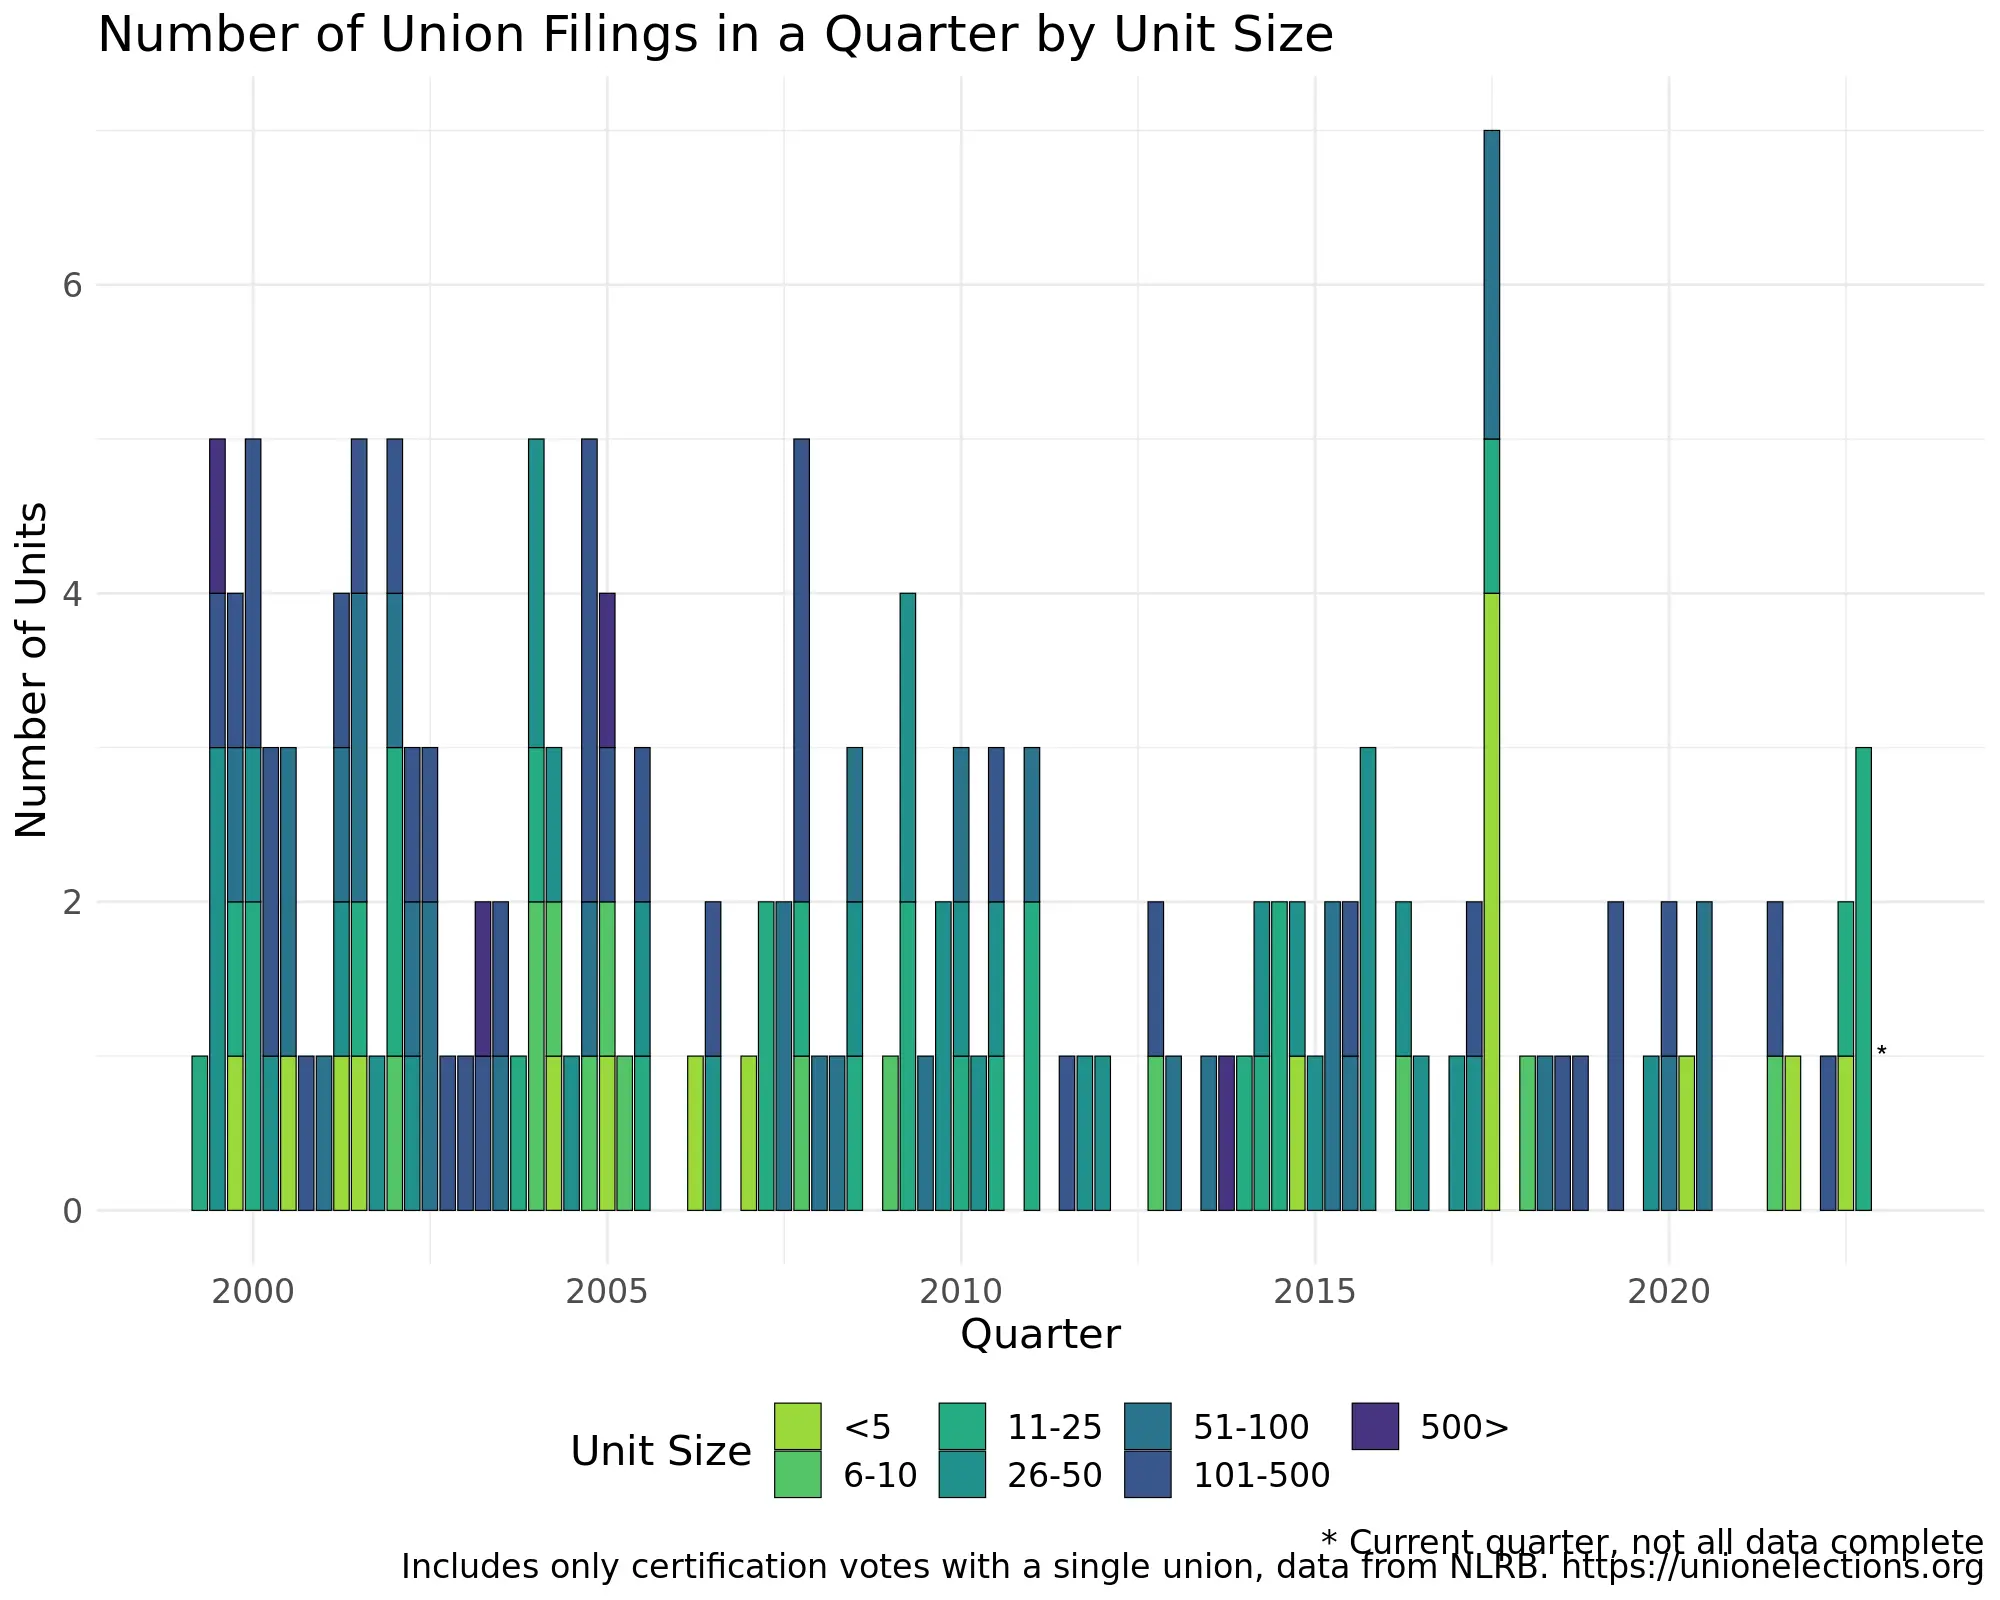 Number of Union Filings in a Quarter by Unit Size
Number of Units
6
4
2
0
*
2000 2005 2010 2015 2020
Quarter
Unit Size
<5 11-25 51-100 500>
6-10 26-50 101-500
* Current quarter, not all data complete
Includes only certification votes with a single union, data from NLRB. https://unionelections.org